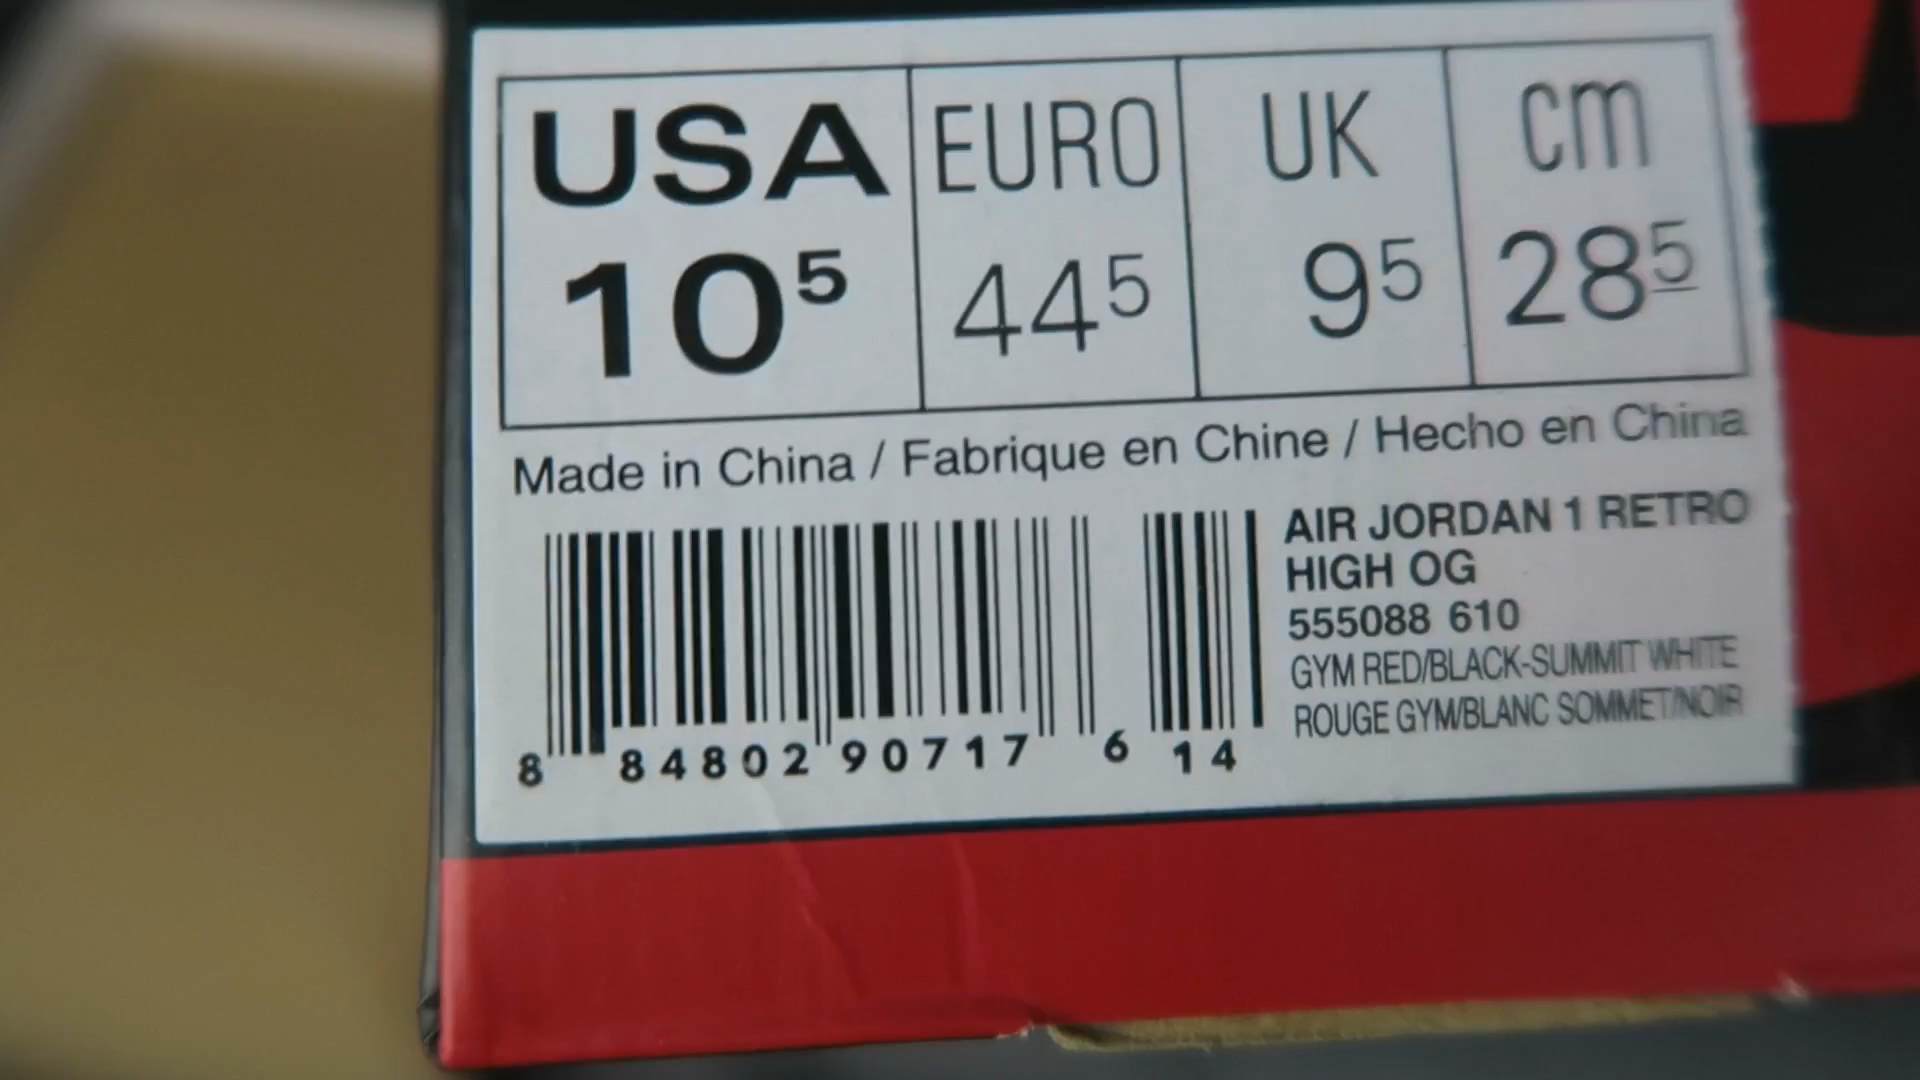 USA EURO UK cm
10⁵ 44⁵ 9⁵ 28⁵
Made in China / Fabrique en Chine / Hecho en China
AIR JORDAN 1 RETRO
HIGH OG
555088 610
GYM RED/BLACK-SUMMIT WHITE
ROUGE GYM/BLANC SOMMET/NOIR
8 84802 90717 6 14